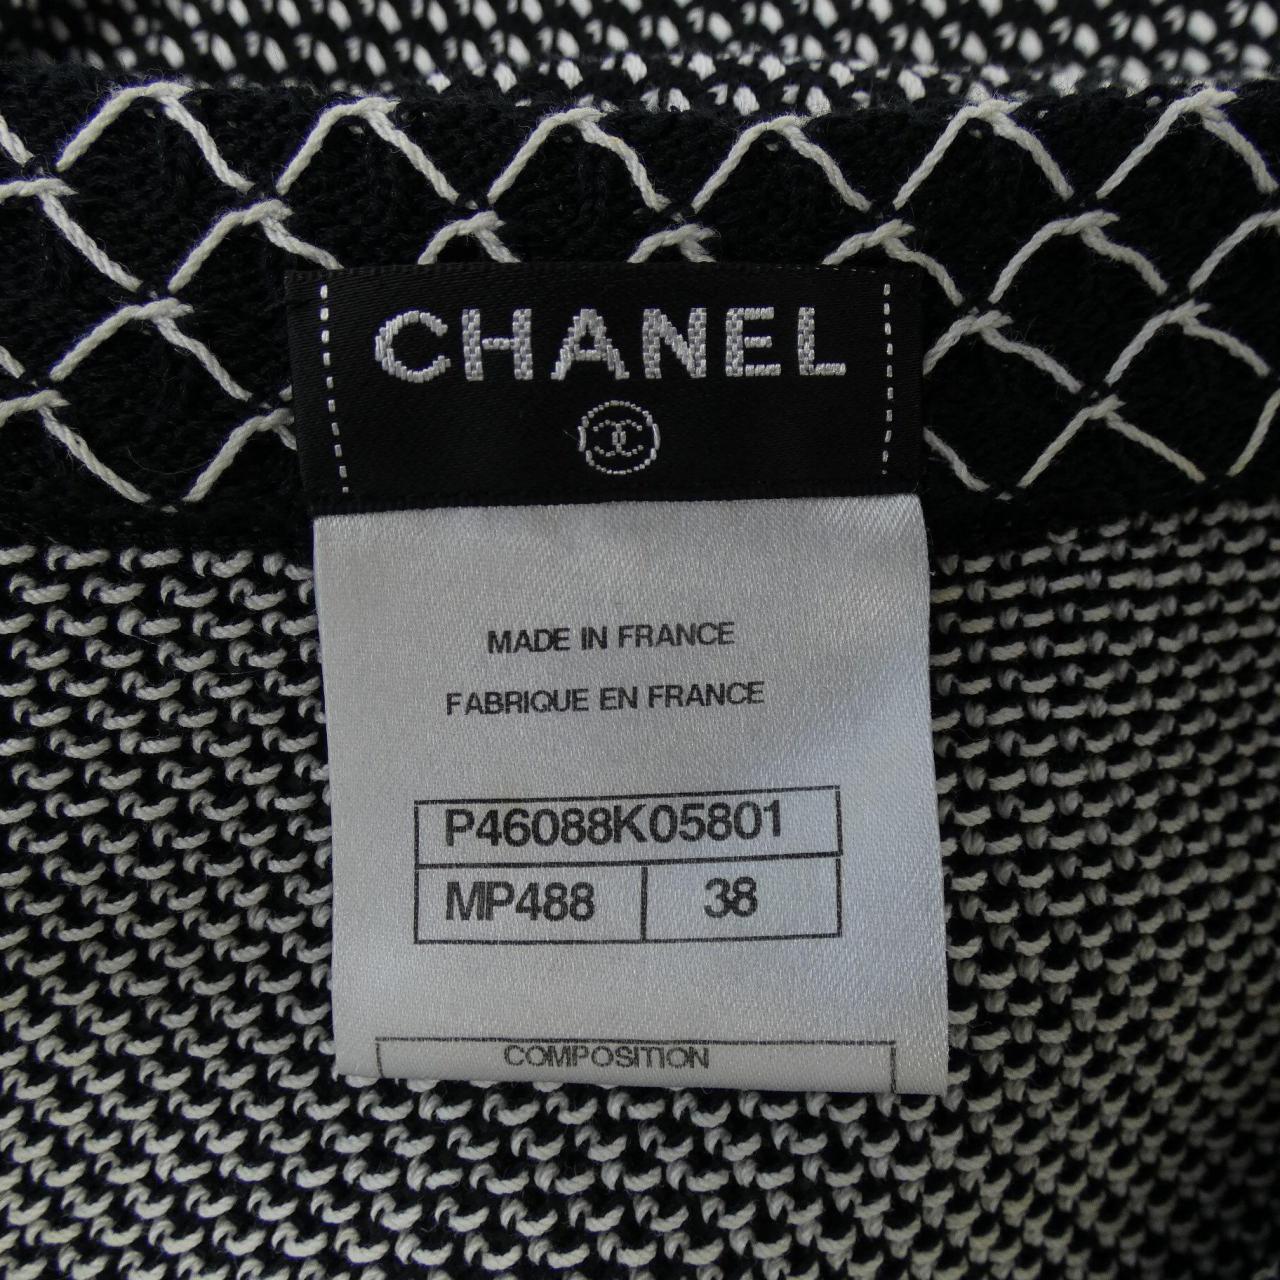 CHANEL
MADE IN FRANCE
FABRIQUE EN FRANCE
P46088K05801
MP488 38
COMPOSITION